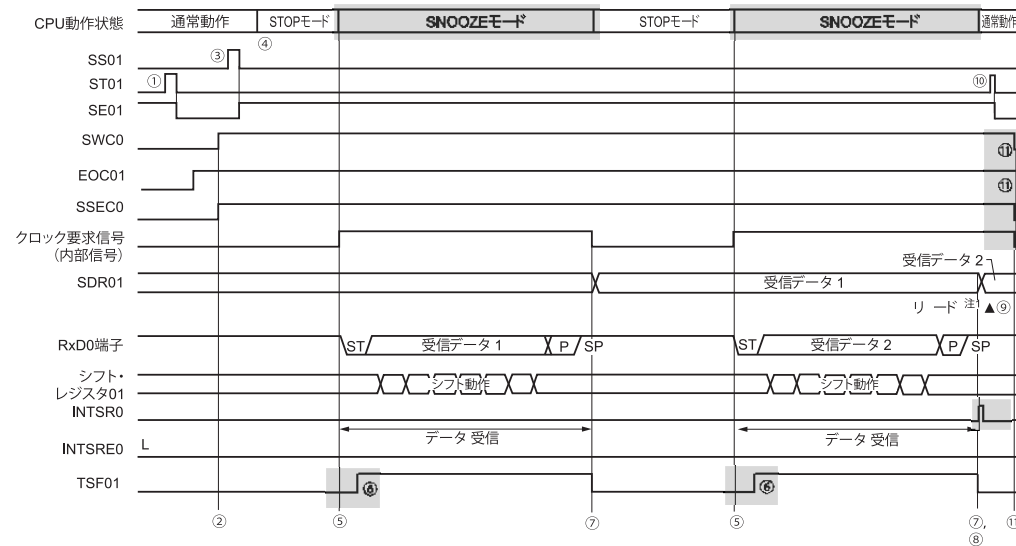 CPU動作状態 通常動作 STOPモード SNOOZEモード STOPモード SNOOZEモード 通常動作
④
SS01 ③
ST01 ① ⑩
SE01
SWC0 ⑪
EOC01 ⑪
SSEC0
クロック要求信号
(内部信号)
受信データ 2
SDR01 受信データ 1
リード 注1 ▲⑨
RxD0端子 ST 受信データ 1 P SP ST 受信データ 2 P SP
シフト・
レジスタ01 シフト動作 シフト動作
INTSR0
データ 受信 データ 受信
INTSRE0 L
TSF01 ⑥ ⑥
② ⑤ ⑦ ⑤ ⑦, ⑪
⑧